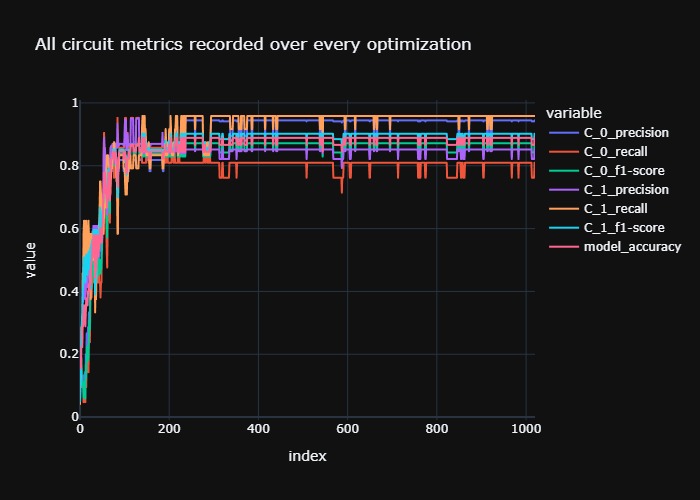 All circuit metrics recorded over every optimization
variable
C_0_precision
C_0_recall
C_0_f1-score
C_1_precision
C_1_recall
C_1_f1-score
model_accuracy
value
1
0.8
0.6
0.4
0.2
0
0 200 400 600 800 1000
index